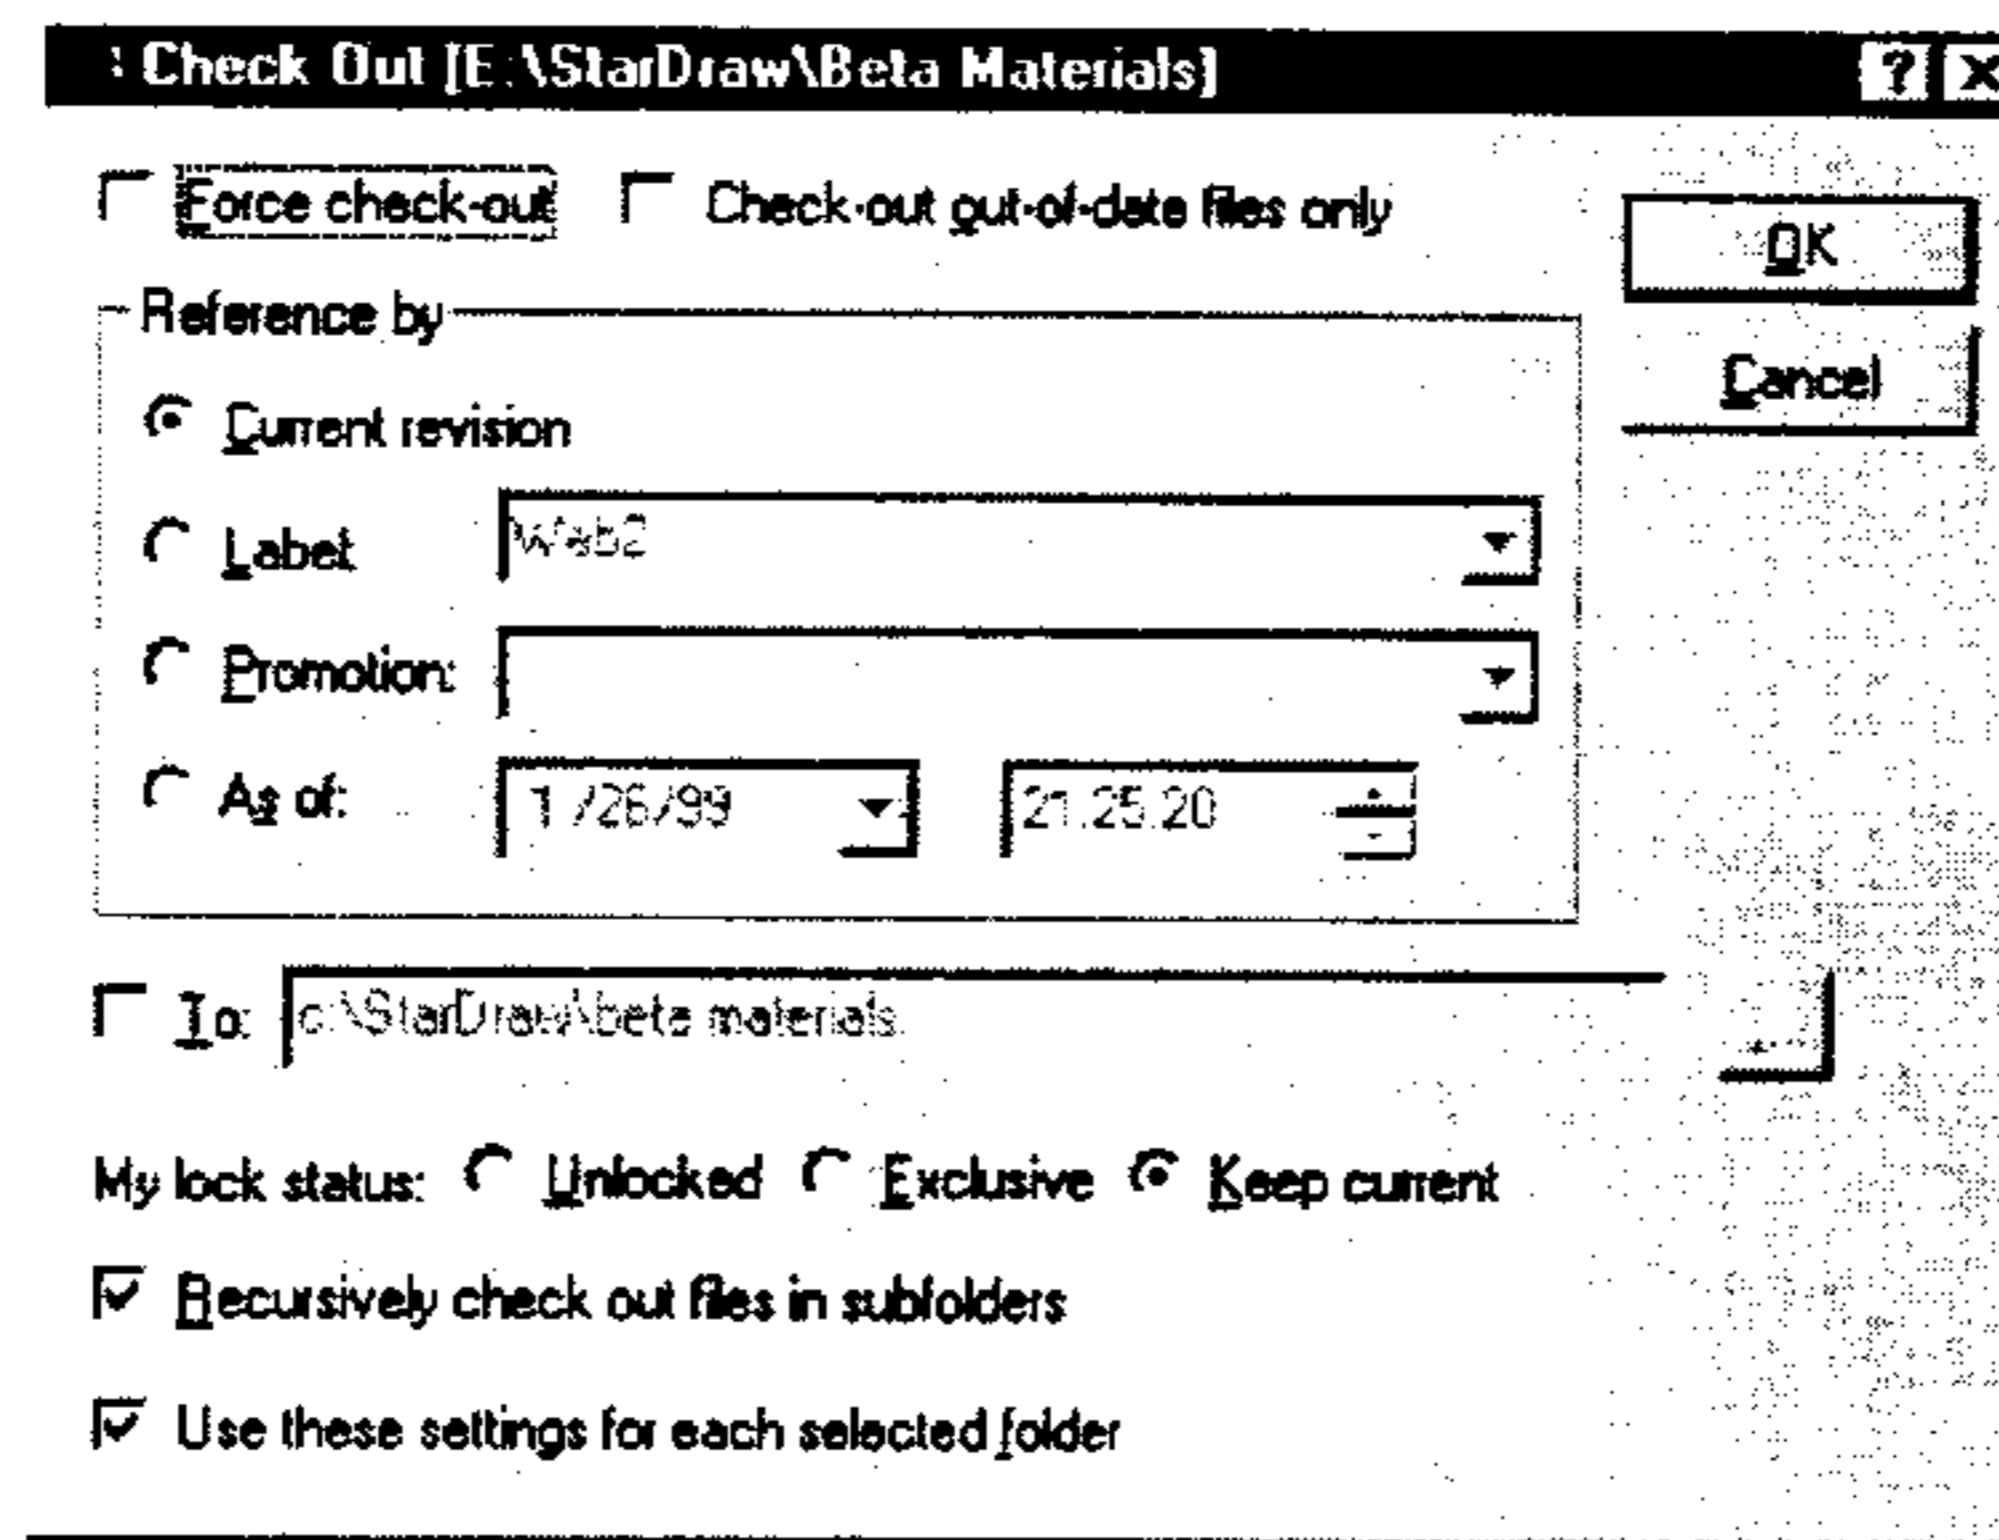 Check Out [E:\StarDraw\Beta Materials] ? X
Force check-out Check-out out-of-date files only
OK
Reference by
Cancel
Current revision
Label: Web2
Promotion:
As of: 1/26/99 21:25:20
To: c:\StarDraw\beta materials
My lock status: Unlocked Exclusive Keep current
Recursively check out files in subfolders
Use these settings for each selected folder